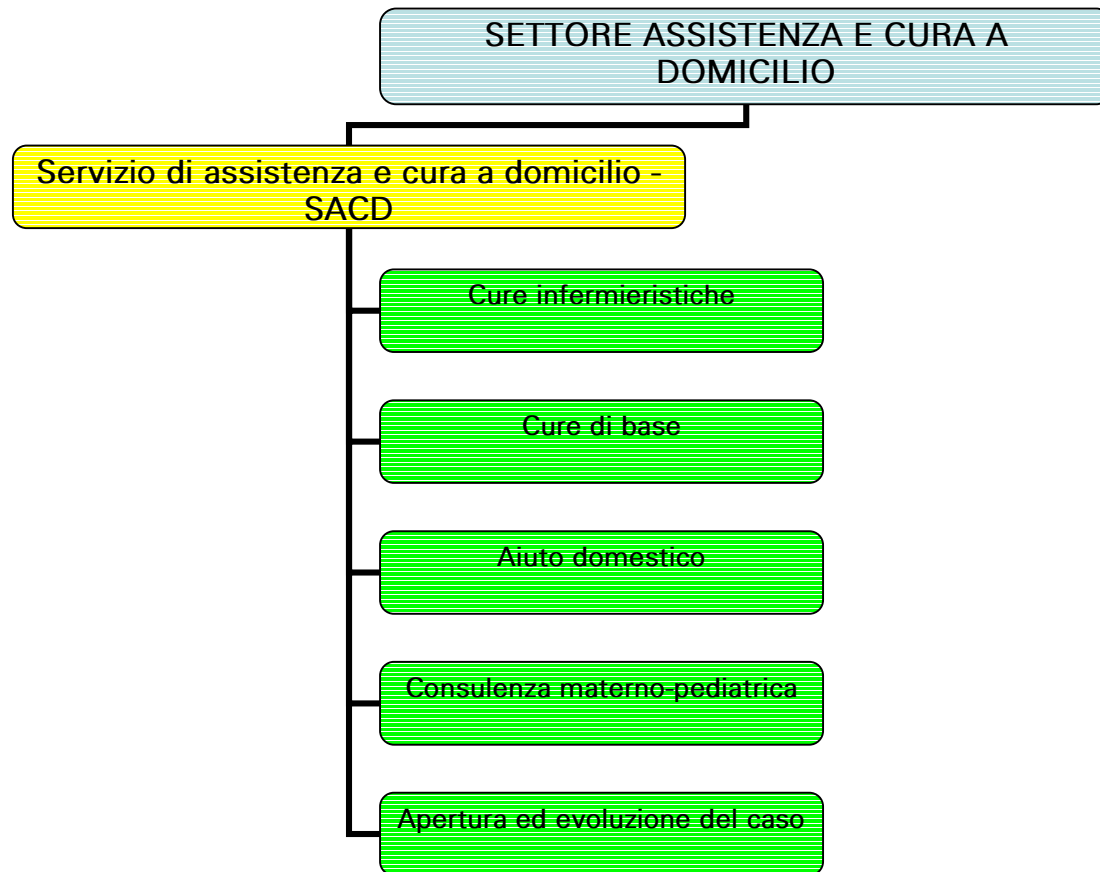 SETTORE ASSISTENZA E CURA A
DOMICILIO
Servizio di assistenza e cura a domicilio -
SACD
Cure infermieristiche
Cure di base
Aiuto domestico
Consulenza materno-pediatrica
Apertura ed evoluzione del caso